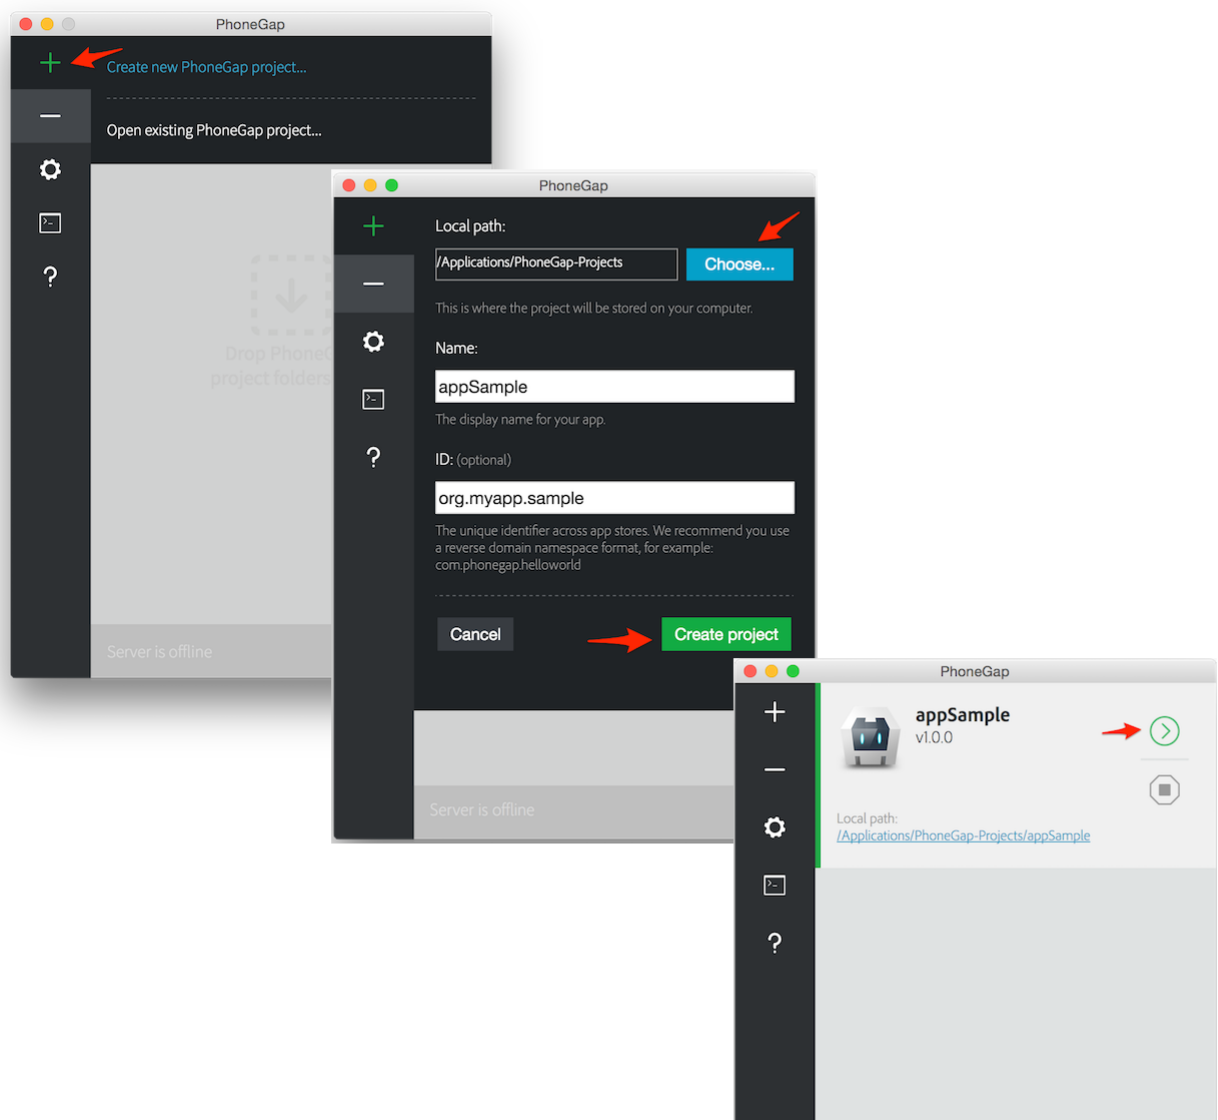 PhoneGap
Create new PhoneGap project...
Open existing PhoneGap project...
Drop PhoneG
project folders
Server is offline
PhoneGap
Local path:
/Applications/PhoneGap-Projects
Choose...
This is where the project will be stored on your computer.
Name:
appSample
The display name for your app.
ID: (optional)
org.myapp.sample
The unique identifier across app stores. We recommend you use
a reverse domain namespace format, for example:
com.phonegap.helloworld
Cancel
Create project
Server is offline
PhoneGap
appSample
v1.0.0
Local path:
/Applications/PhoneGap-Projects/appSample